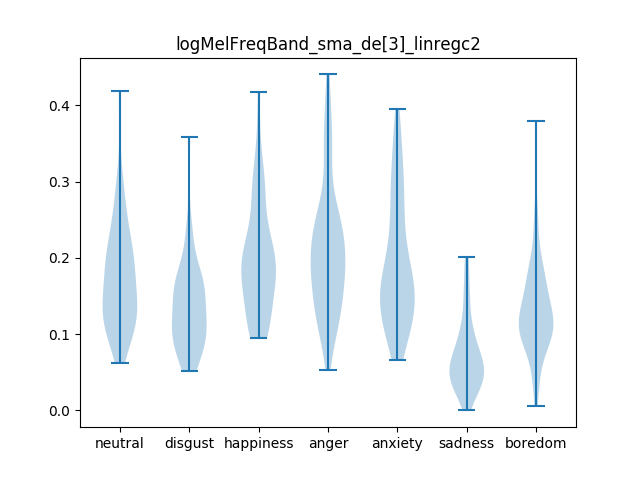 logMelFreqBand_sma_de[3]_linregc2
0.4
0.3
0.2
0.1
0.0
neutral disgust happiness anger anxiety sadness boredom